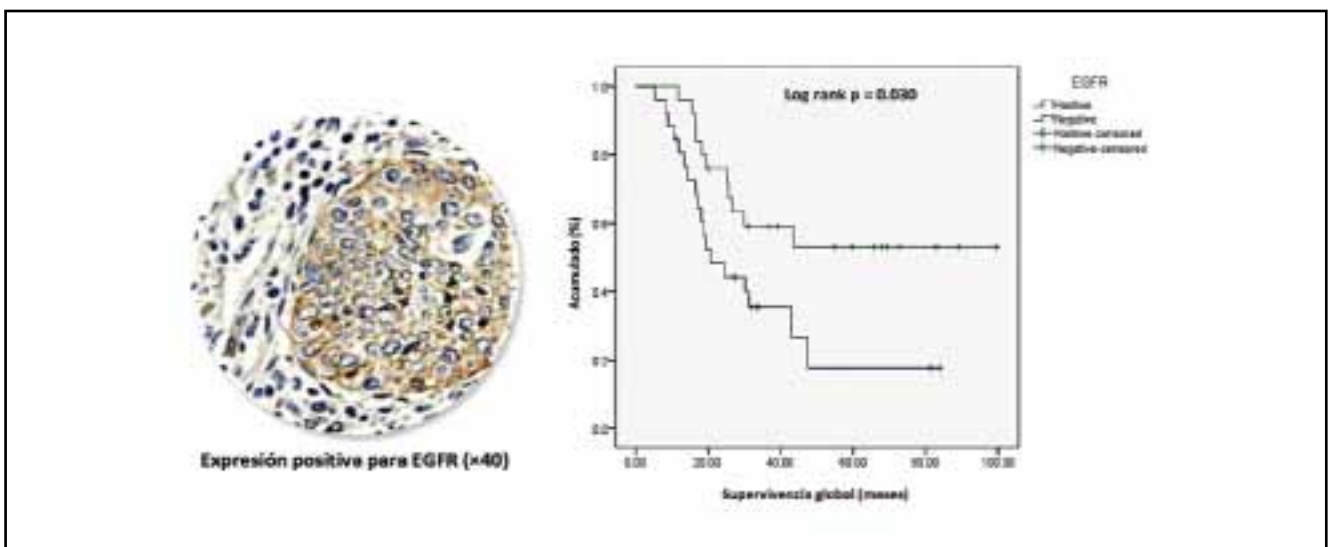 Expresión positiva para EGFR (×40)
Log rank p = 0.030
Acumulado (%)
1.0
0.8
0.6
0.4
0.2
0.0
0.00
20.00
40.00
60.00
80.00
100.00
Supervivencia global (meses)
EGFR
Positive
Negative
Positive-censored
Negative-censored